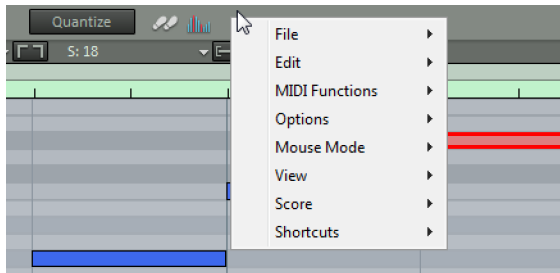 Quantize
S: 18
File
Edit
MIDI Functions
Options
Mouse Mode
View
Score
Shortcuts